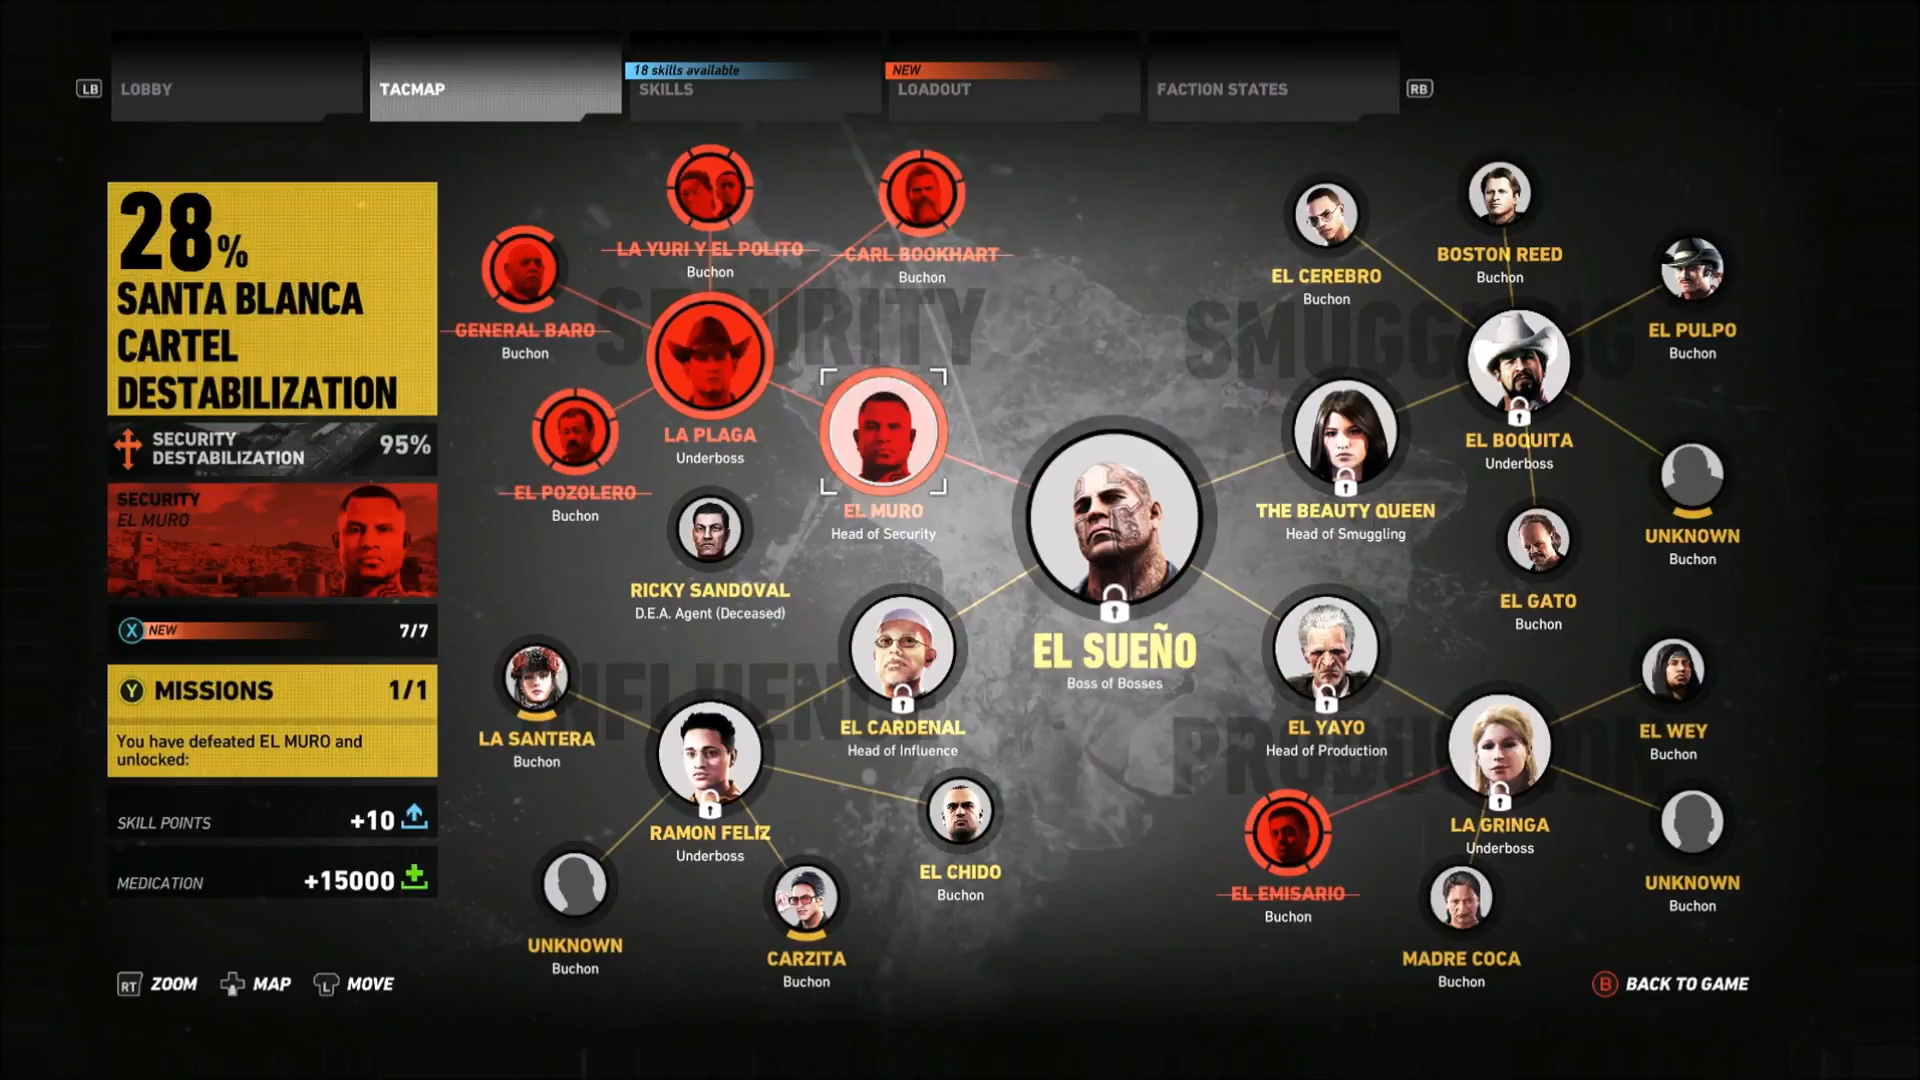 LB
LOBBY
TACMAP
18 skills available
SKILLS
NEW
LOADOUT
FACTION STATES
RB
28%
SANTA BLANCA
CARTEL
DESTABILIZATION
SECURITY
DESTABILIZATION
95%
SECURITY
EL MURO
X NEW
7/7
Y MISSIONS
1/1
You have defeated EL MURO and
unlocked:
SKILL POINTS
+10
MEDICATION
+15000
SECURITY
LA YURI Y EL POLITO
Buchon
CARL BOOKHART
Buchon
GENERAL BARO
Buchon
EL POZOLERO
Buchon
LA PLAGA
Underboss
EL MURO
Head of Security
RICKY SANDOVAL
D.E.A. Agent (Deceased)
SMUGGLING
EL CEREBRO
Buchon
BOSTON REED
Buchon
EL PULPO
Buchon
EL BOQUITA
Underboss
THE BEAUTY QUEEN
Head of Smuggling
UNKNOWN
Buchon
EL GATO
Buchon
EL SUEÑO
Boss of Bosses
INFLUENCE
LA SANTERA
Buchon
EL CARDENAL
Head of Influence
RAMON FELIZ
Underboss
EL CHIDO
Buchon
UNKNOWN
Buchon
CARZITA
Buchon
PRODUCTION
EL YAYO
Head of Production
EL WEY
Buchon
LA GRINGA
Underboss
EL EMISARIO
Buchon
UNKNOWN
Buchon
MADRE COCA
Buchon
RT ZOOM
MAP
L MOVE
B BACK TO GAME